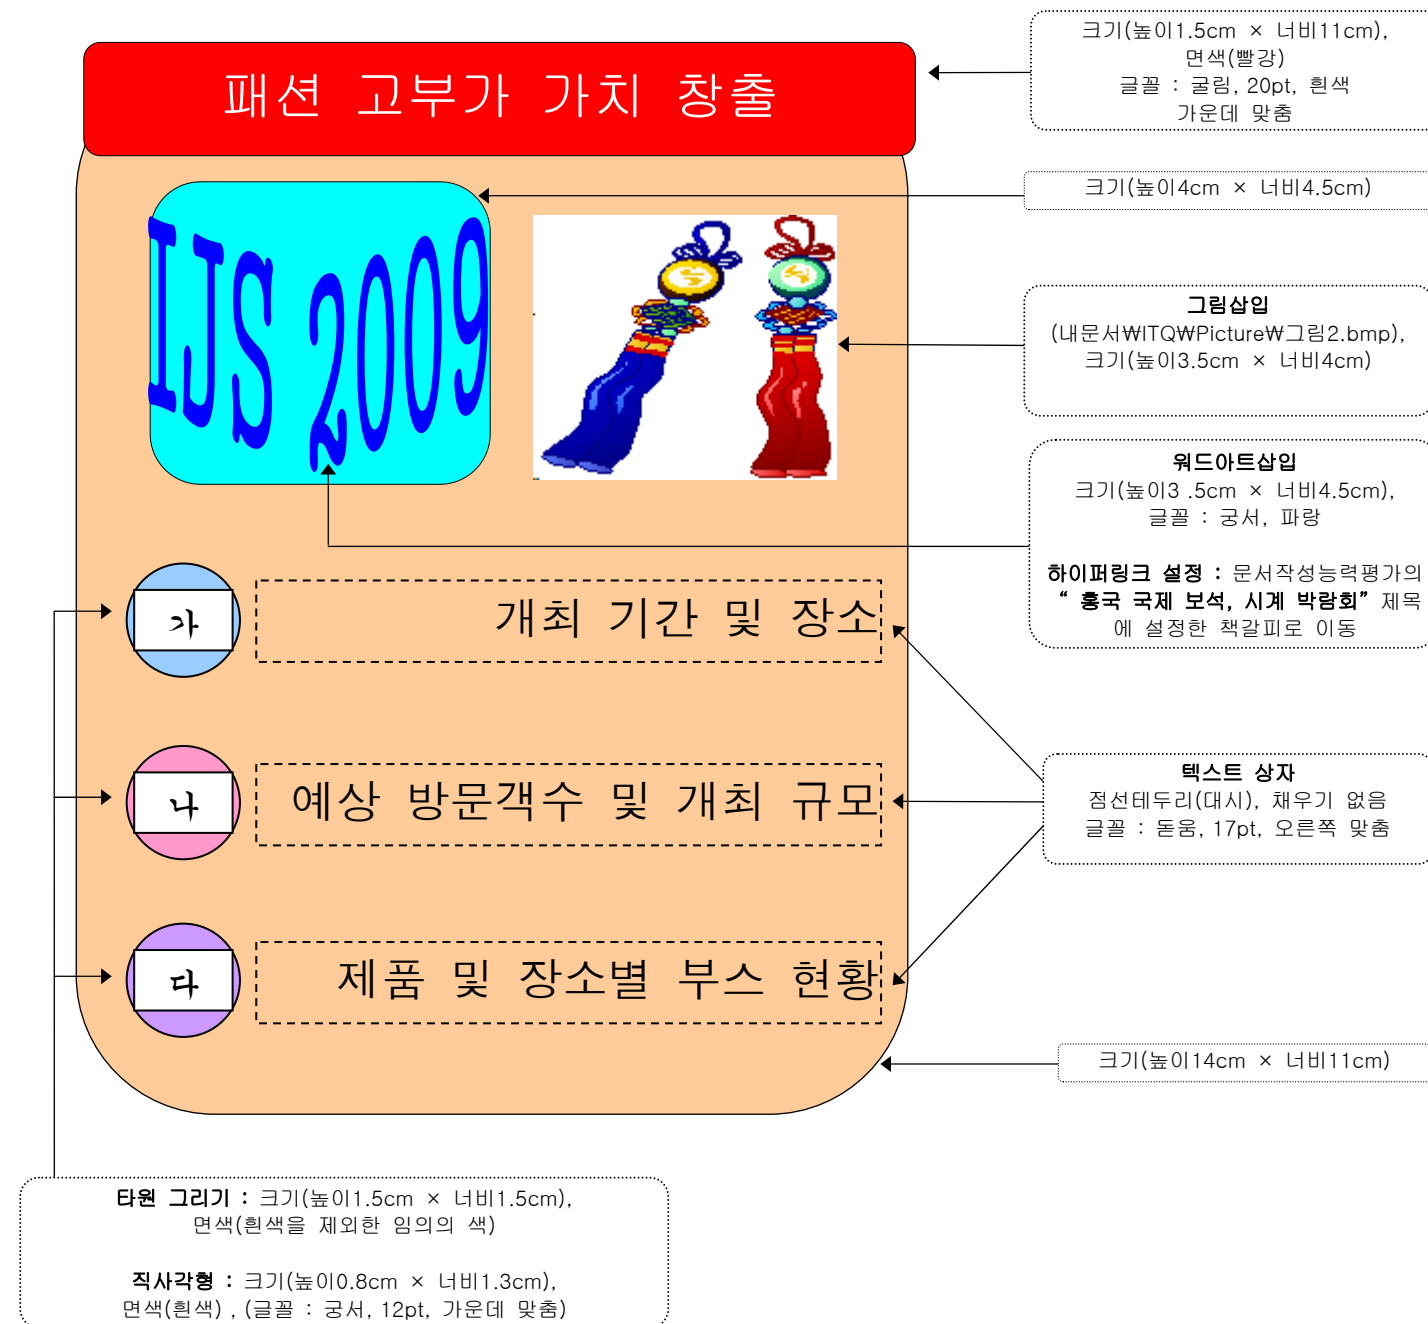 패션 고부가 가치 창출
IJS 2009
가
개최 기간 및 장소
나
예상 방문객수 및 개최 규모
다
제품 및 장소별 부스 현황
크기(높이1.5cm × 너비11cm),
면색(빨강)
글꼴 : 굴림, 20pt, 흰색
가운데 맞춤
크기(높이4cm × 너비4.5cm)
그림삽입
(내문서₩ITQ₩Picture₩그림2.bmp),
크기(높이3.5cm × 너비4cm)
워드아트삽입
크기(높이3 .5cm × 너비4.5cm),
글꼴 : 궁서, 파랑
하이퍼링크 설정 : 문서작성능력평가의
“ 홍국 국제 보석, 시계 박람회” 제목
에 설정한 책갈피로 이동
텍스트 상자
점선테두리(대시), 채우기 없음
글꼴 : 돋움, 17pt, 오른쪽 맞춤
크기(높이14cm × 너비11cm)
타원 그리기 : 크기(높이1.5cm × 너비1.5cm),
면색(흰색을 제외한 임의의 색)
직사각형 : 크기(높이0.8cm × 너비1.3cm),
면색(흰색) , (글꼴 : 궁서, 12pt, 가운데 맞춤)